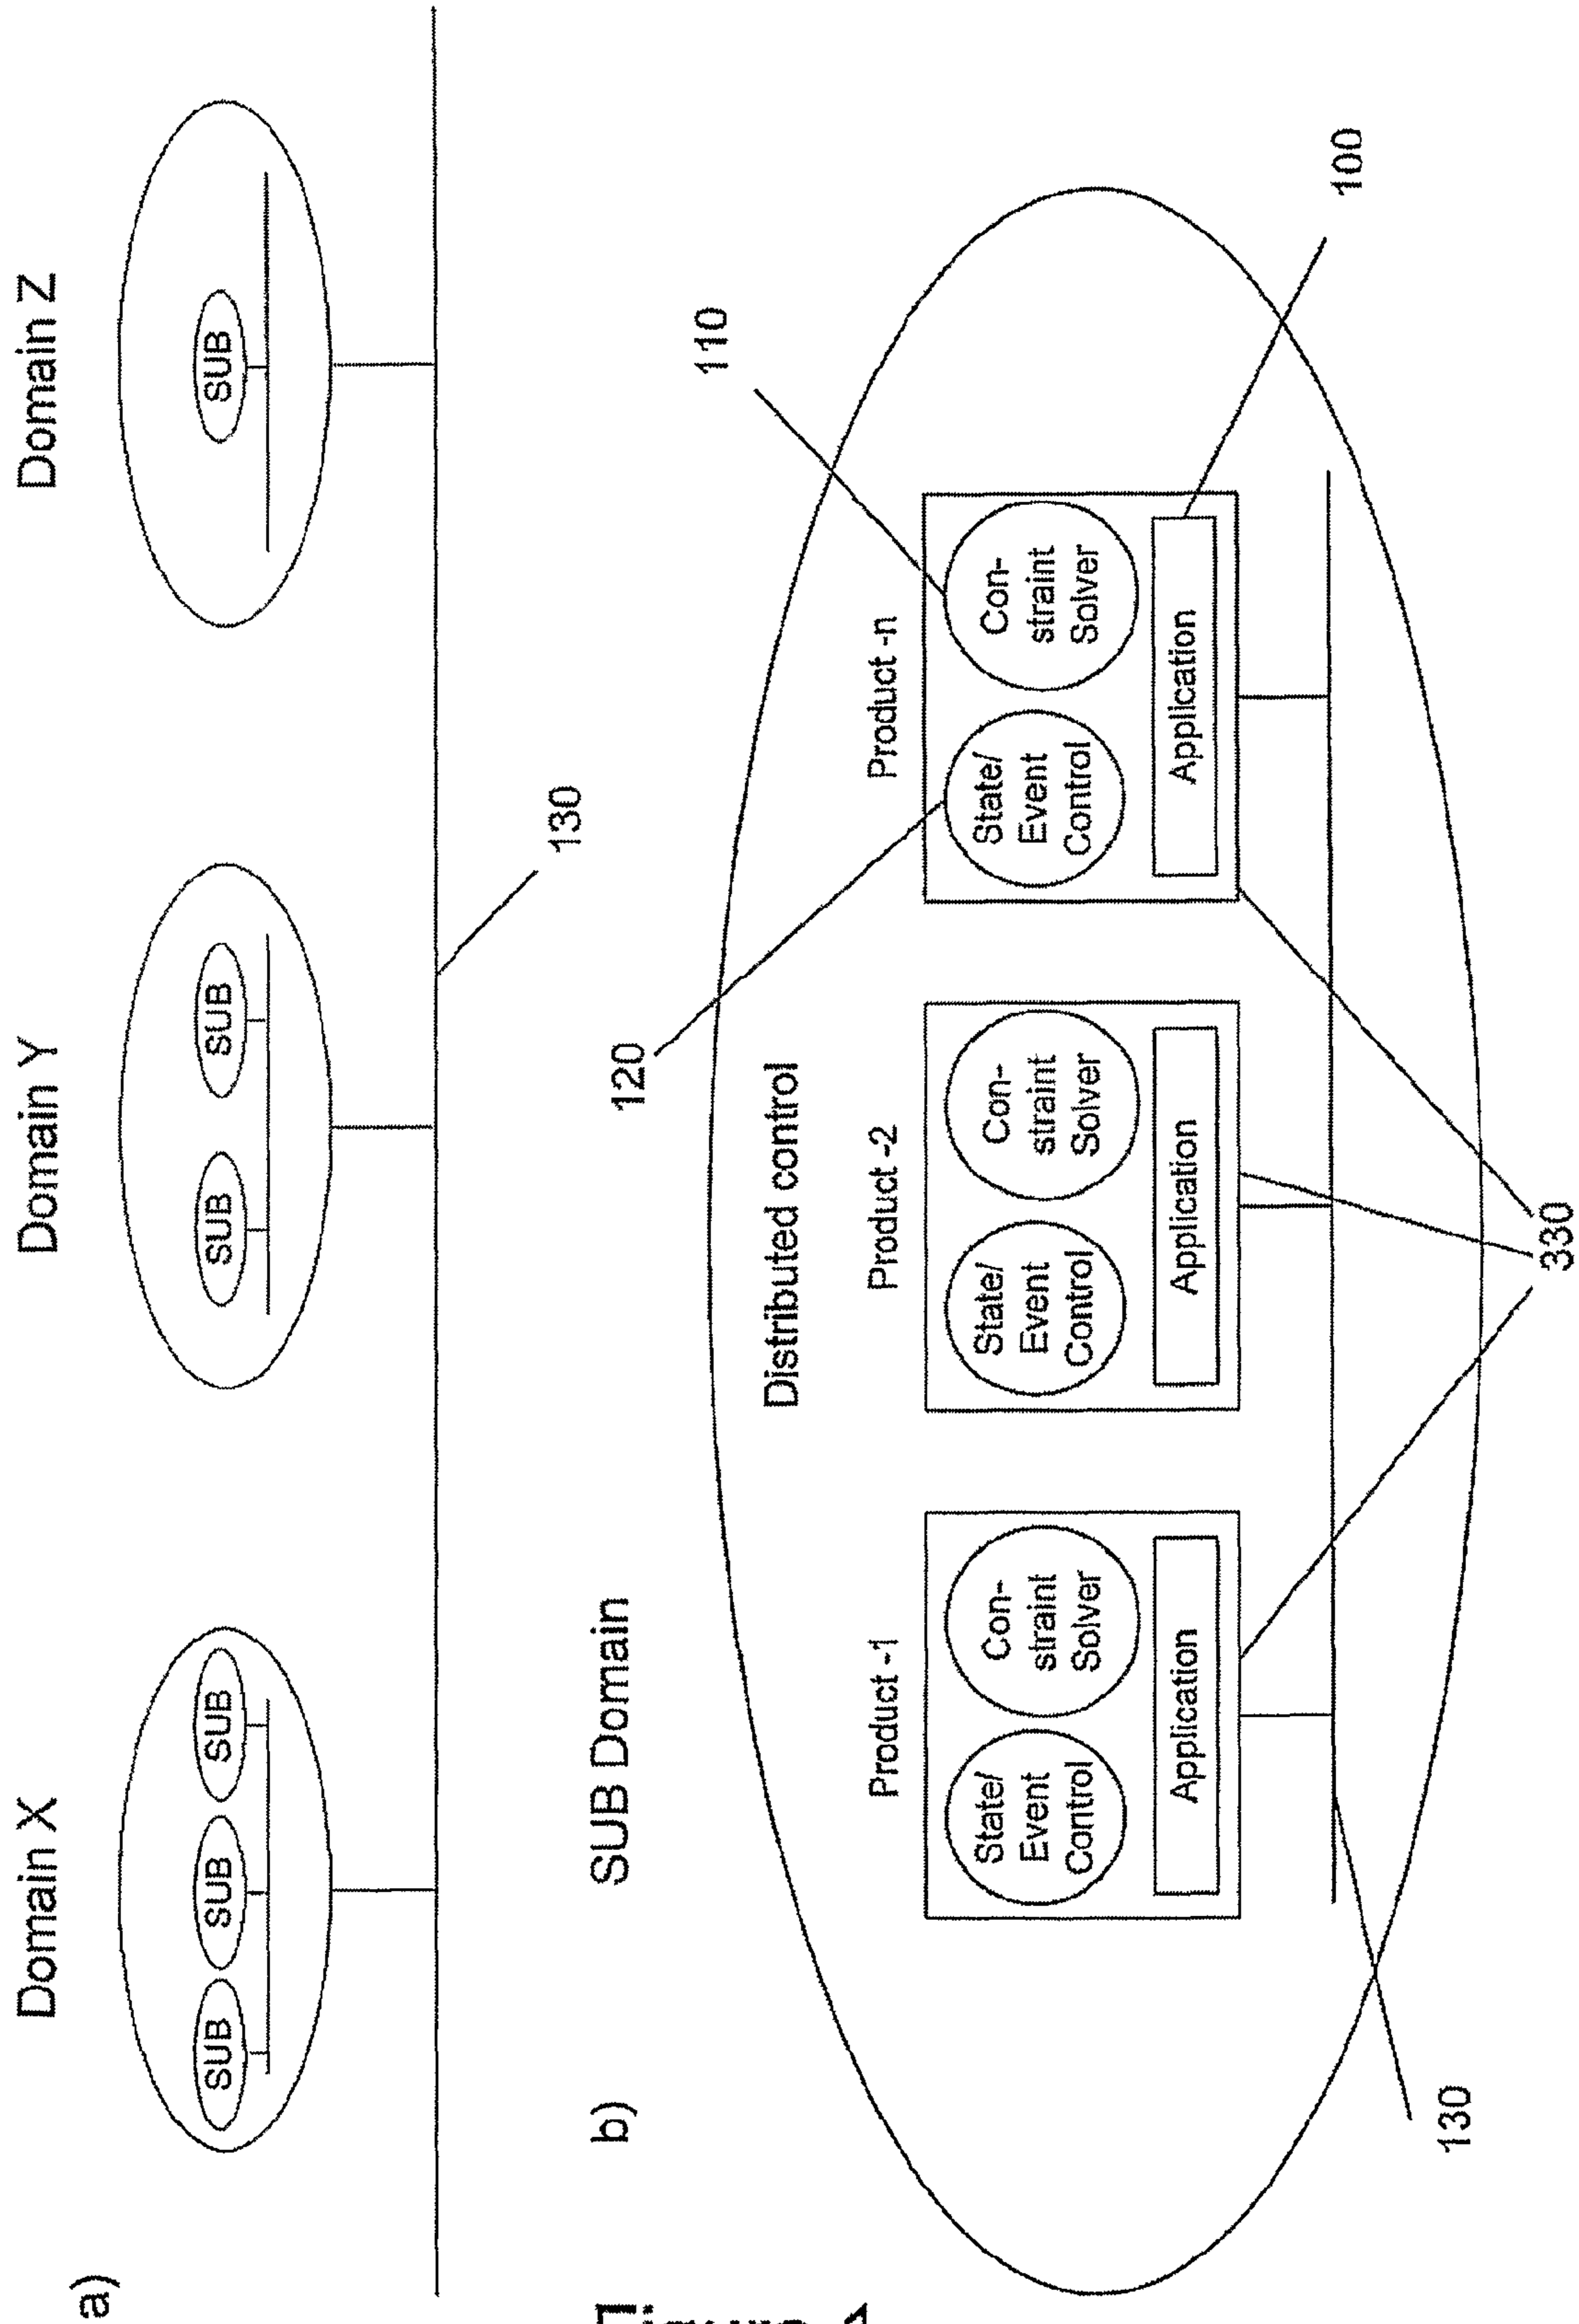 a)
Domain X
Domain Y
Domain Z
SUB
SUB
SUB
SUB
SUB
SUB
130
b)
SUB Domain
120
110
Distributed control
Product -1
Product -2
Product -n
State/
Event
Control
Con-
straint
Solver
Application
State/
Event
Control
Con-
straint
Solver
Application
State/
Event
Control
Con-
straint
Solver
Application
100
130
330